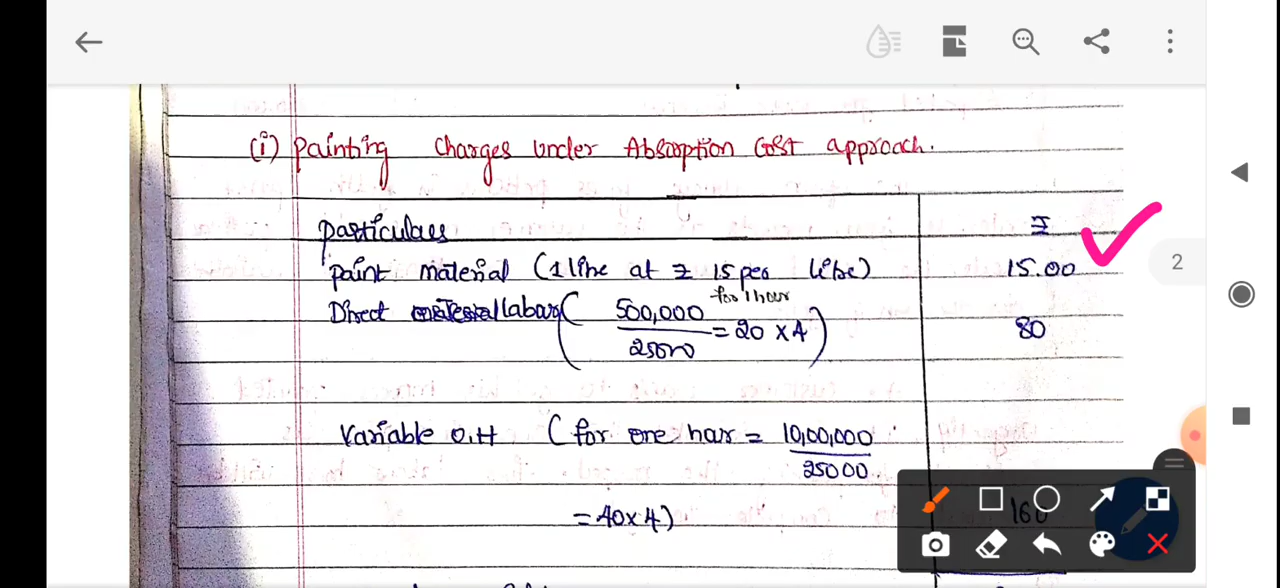 (i) Painting Charges under Absorption Cost approach.
Particulars ₹
Paint material (1 litre at ₹ 15 per litre) 15.00
for 1 hour
Direct labour ( 500,000 / 25000 = 20 x 4 ) 80
Variable O.H ( for one hour = 10,00,000 / 25000
= 40 x 4) 160
2